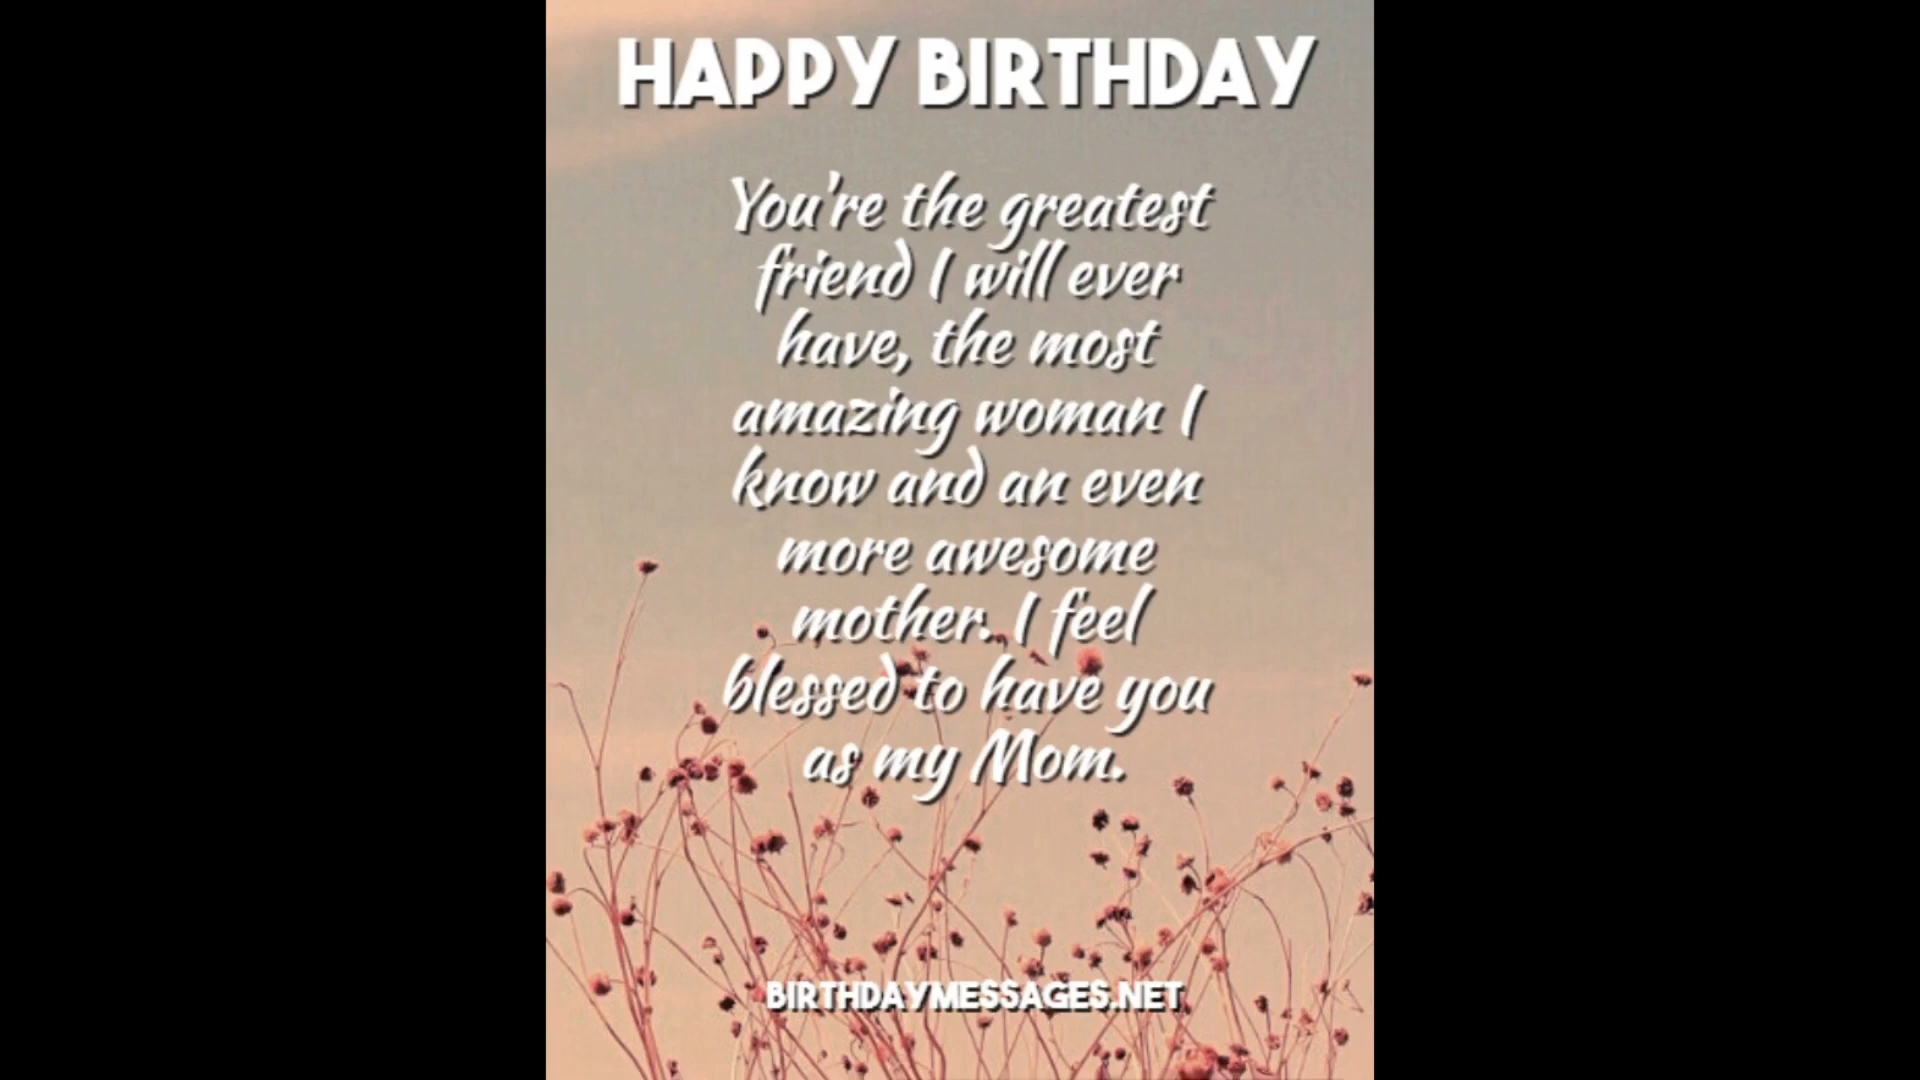 HAPPY BIRTHDAY
You're the greatest
friend I will ever
have, the most
amazing woman I
know and an even
more awesome
mother. I feel
blessed to have you
as my Mom.
BIRTHDAYMESSAGES.NET